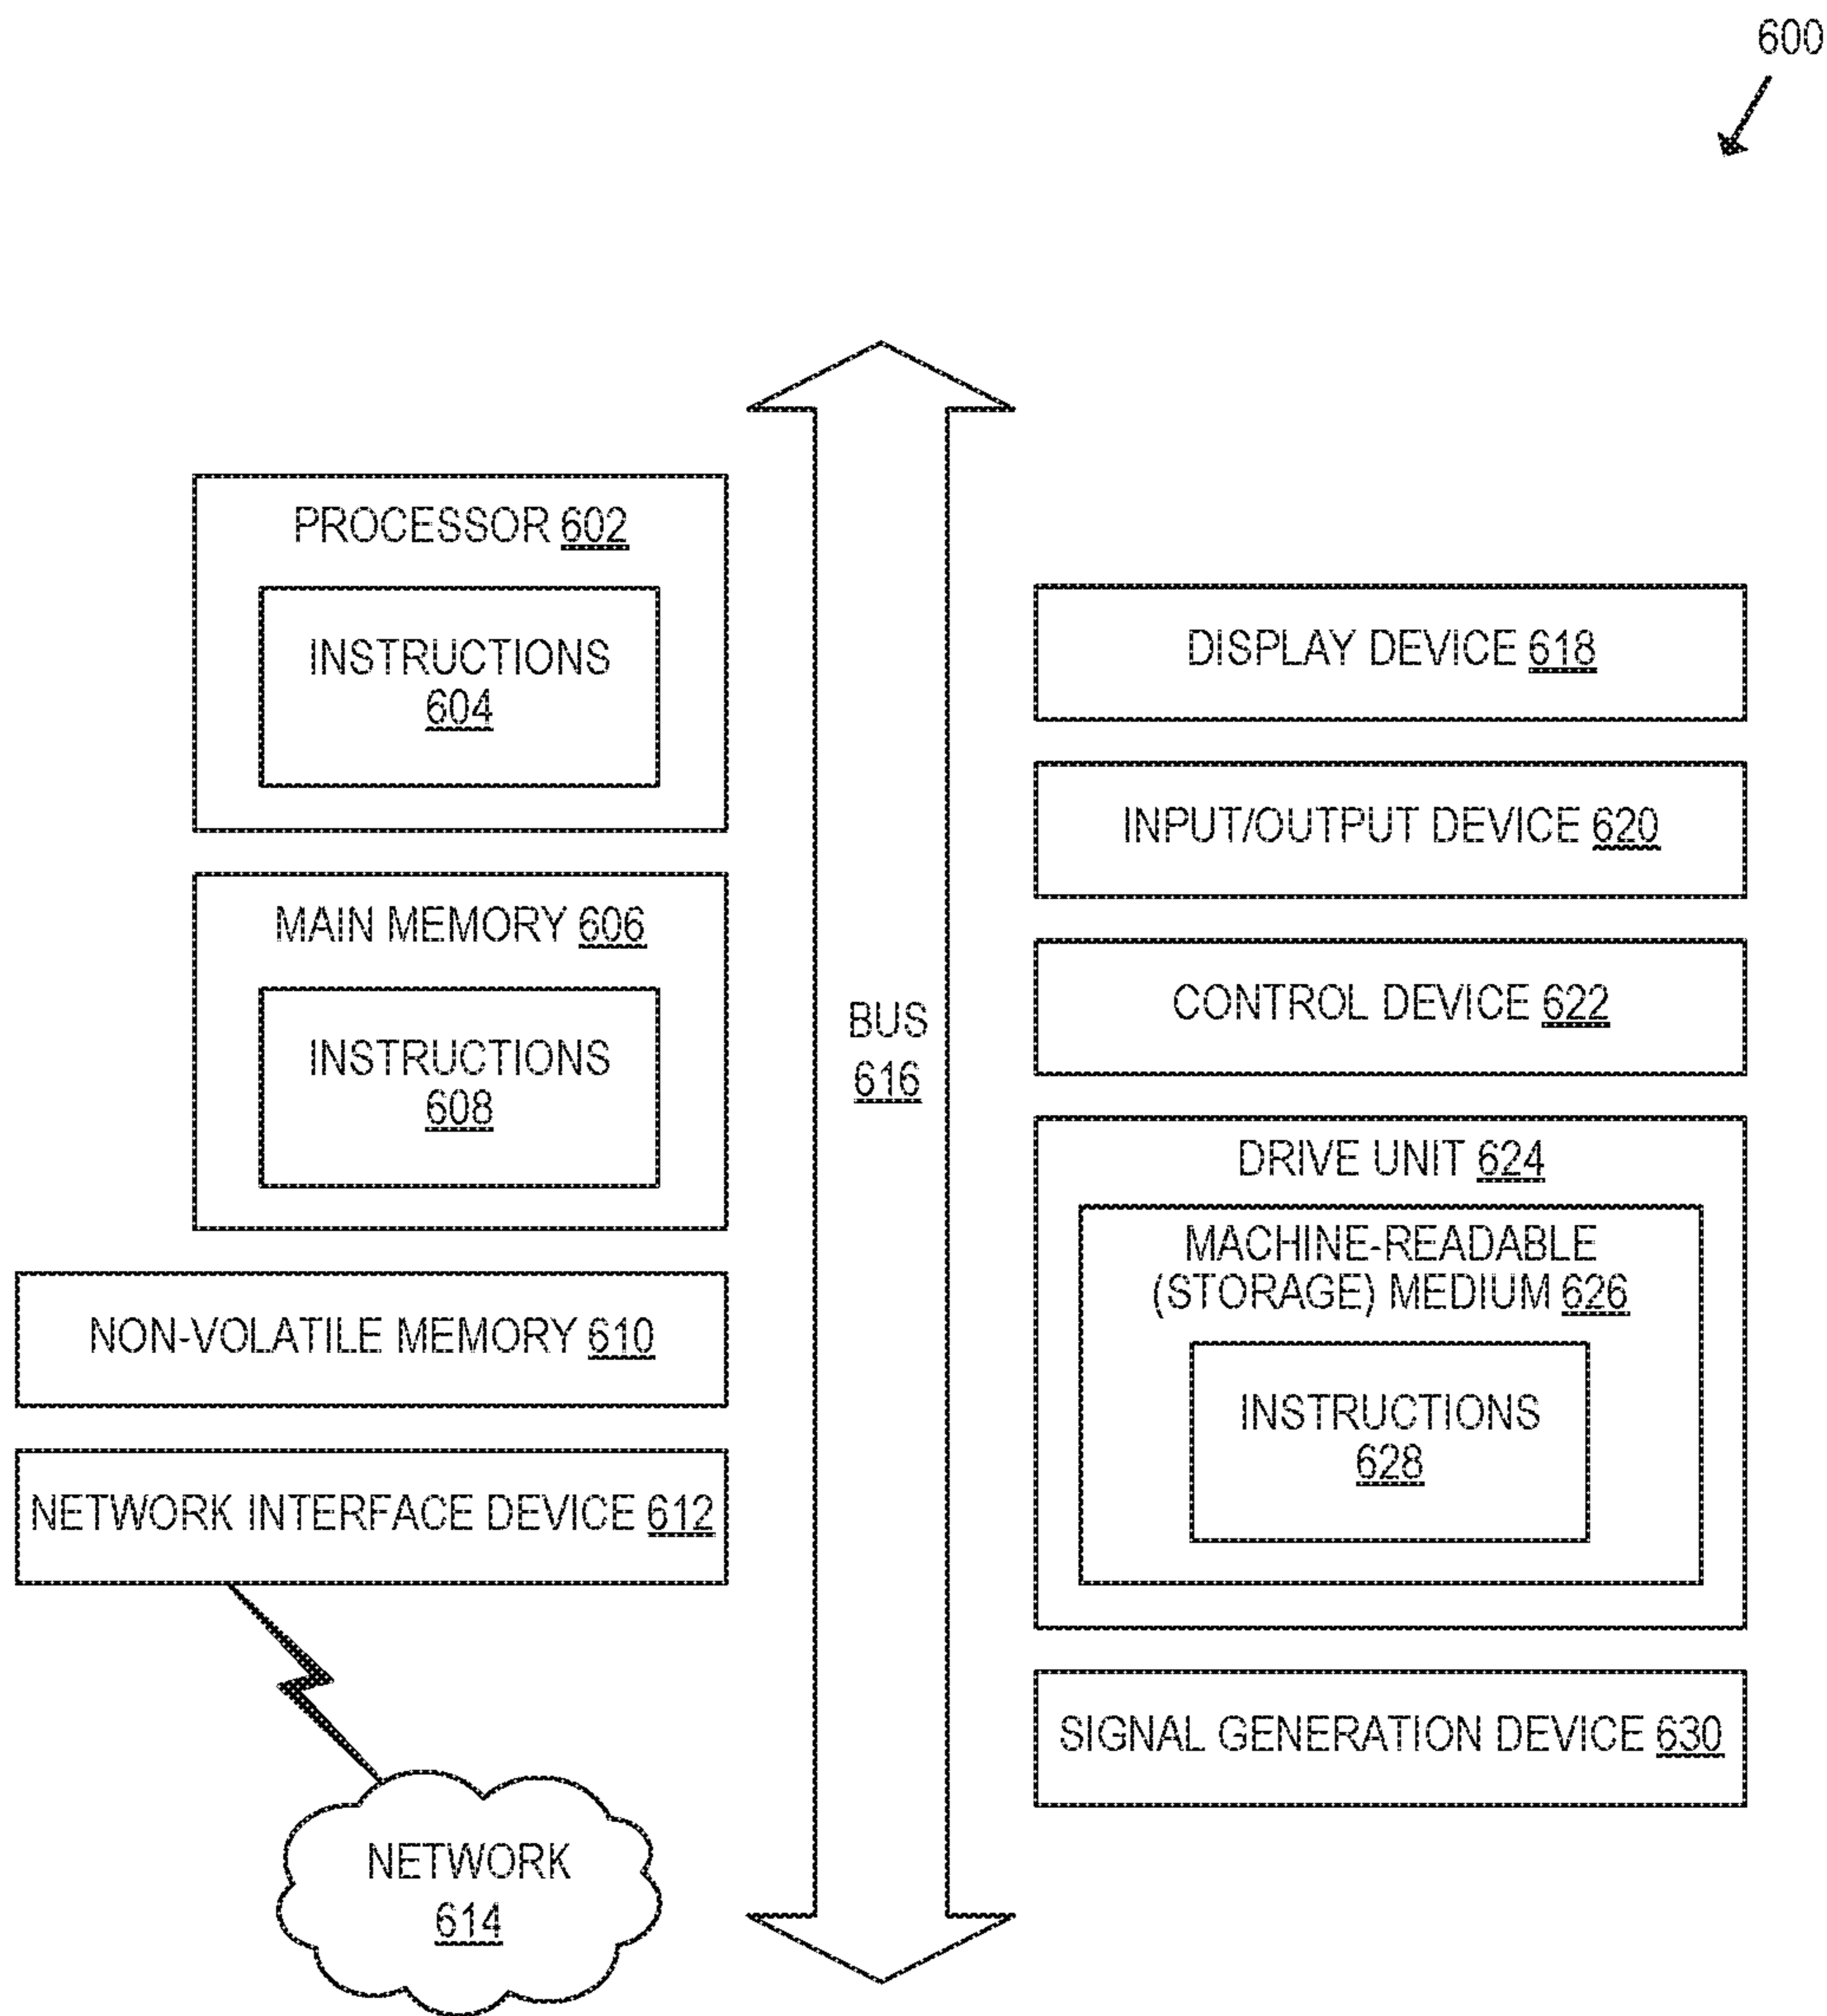 600
PROCESSOR 602
INSTRUCTIONS
604
MAIN MEMORY 606
INSTRUCTIONS
608
NON-VOLATILE MEMORY 610
NETWORK INTERFACE DEVICE 612
NETWORK
614
BUS
616
DISPLAY DEVICE 618
INPUT/OUTPUT DEVICE 620
CONTROL DEVICE 622
DRIVE UNIT 624
MACHINE-READABLE
(STORAGE) MEDIUM 626
INSTRUCTIONS
628
SIGNAL GENERATION DEVICE 630